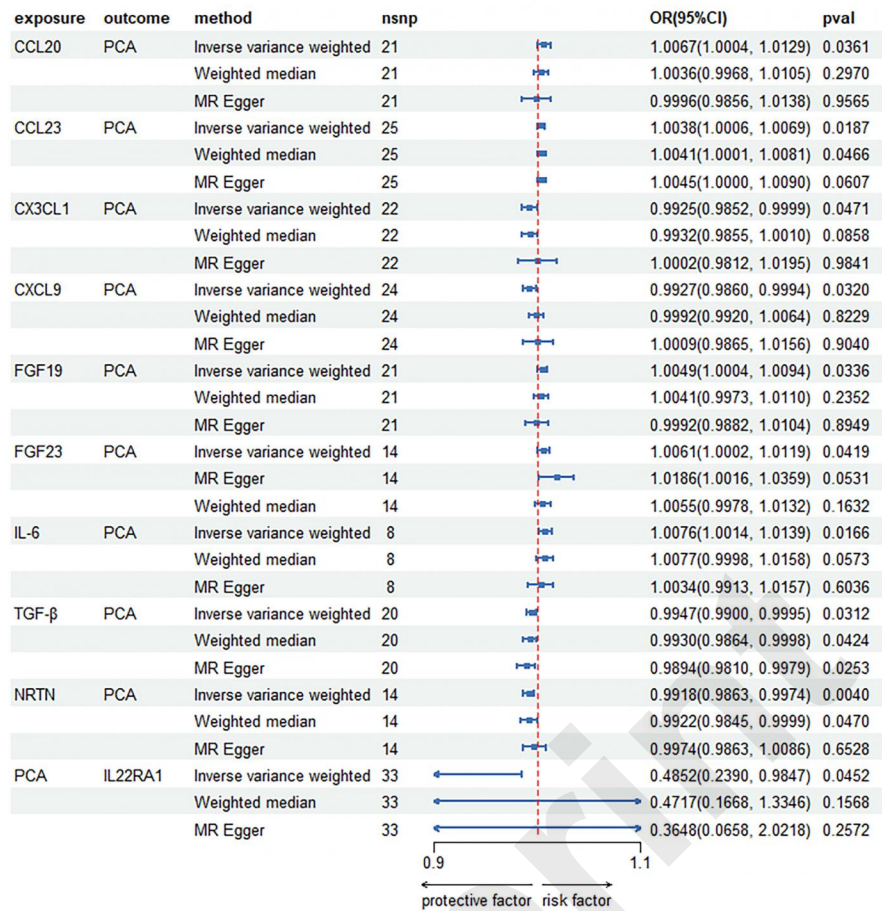 exposure outcome method nsnp OR(95%CI) pval
CCL20 PCA Inverse variance weighted 21 1.0067(1.0004, 1.0129) 0.0361
Weighted median 21 1.0036(0.9968, 1.0105) 0.2970
MR Egger 21 0.9996(0.9856, 1.0138) 0.9565
CCL23 PCA Inverse variance weighted 25 1.0038(1.0006, 1.0069) 0.0187
Weighted median 25 1.0041(1.0001, 1.0081) 0.0466
MR Egger 25 1.0045(1.0000, 1.0090) 0.0607
CX3CL1 PCA Inverse variance weighted 22 0.9925(0.9852, 0.9999) 0.0471
Weighted median 22 0.9932(0.9855, 1.0010) 0.0858
MR Egger 22 1.0002(0.9812, 1.0195) 0.9841
CXCL9 PCA Inverse variance weighted 24 0.9927(0.9860, 0.9994) 0.0320
Weighted median 24 0.9992(0.9920, 1.0064) 0.8229
MR Egger 24 1.0009(0.9865, 1.0156) 0.9040
FGF19 PCA Inverse variance weighted 21 1.0049(1.0004, 1.0094) 0.0336
Weighted median 21 1.0041(0.9973, 1.0110) 0.2352
MR Egger 21 0.9992(0.9882, 1.0104) 0.8949
FGF23 PCA Inverse variance weighted 14 1.0061(1.0002, 1.0119) 0.0419
MR Egger 14 1.0186(1.0016, 1.0359) 0.0531
Weighted median 14 1.0055(0.9978, 1.0132) 0.1632
IL-6 PCA Inverse variance weighted 8 1.0076(1.0014, 1.0139) 0.0166
Weighted median 8 1.0077(0.9998, 1.0158) 0.0573
MR Egger 8 1.0034(0.9913, 1.0157) 0.6036
TGF-β PCA Inverse variance weighted 20 0.9947(0.9900, 0.9995) 0.0312
Weighted median 20 0.9930(0.9864, 0.9998) 0.0424
MR Egger 20 0.9894(0.9810, 0.9979) 0.0253
NRTN PCA Inverse variance weighted 14 0.9918(0.9863, 0.9974) 0.0040
Weighted median 14 0.9922(0.9845, 0.9999) 0.0470
MR Egger 14 0.9974(0.9863, 1.0086) 0.6528
PCA IL22RA1 Inverse variance weighted 33 0.4852(0.2390, 0.9847) 0.0452
Weighted median 33 0.4717(0.1668, 1.3346) 0.1568
MR Egger 33 0.3648(0.0658, 2.0218) 0.2572
0.9 1.1
protective factor risk factor